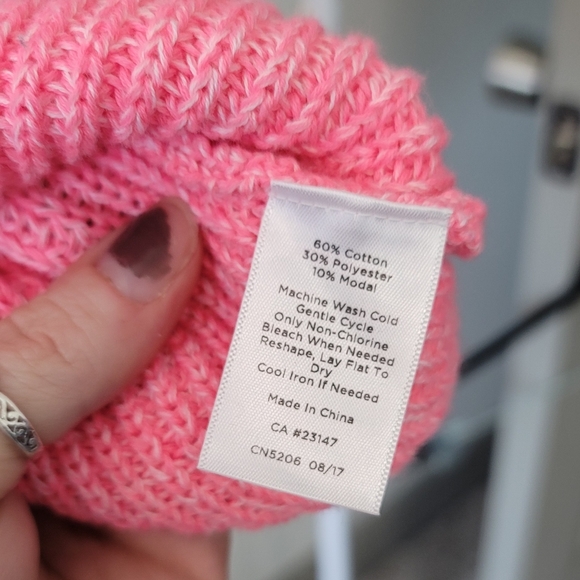 60% Cotton
30% Polyester
10% Modal
Machine Wash Cold
Gentle Cycle
Only Non-Chlorine
Bleach When Needed
Reshape, Lay Flat To
Dry
Cool Iron If Needed
Made In China
CA #23147
CN5206 08/17